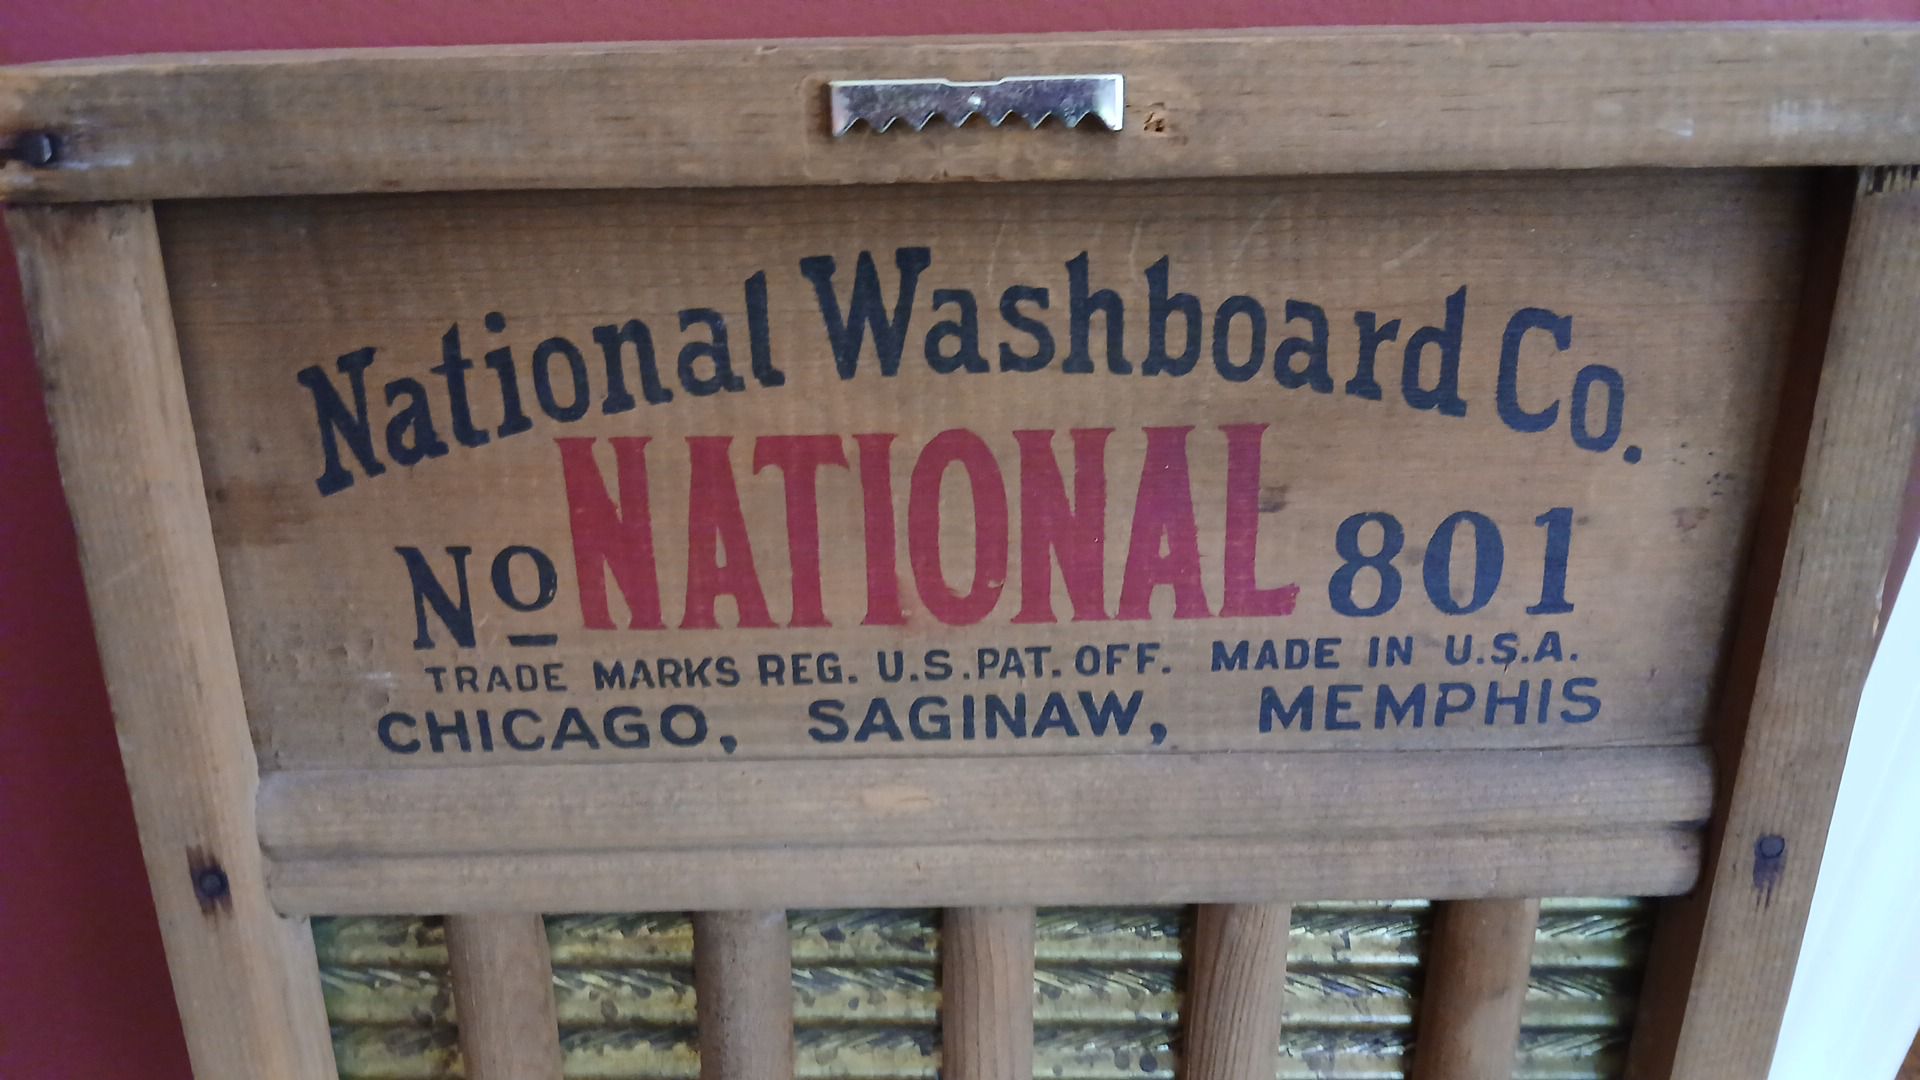 National Washboard Co.
No NATIONAL 801
TRADE MARKS REG. U.S. PAT. OFF. MADE IN U.S.A.
CHICAGO, SAGINAW, MEMPHIS